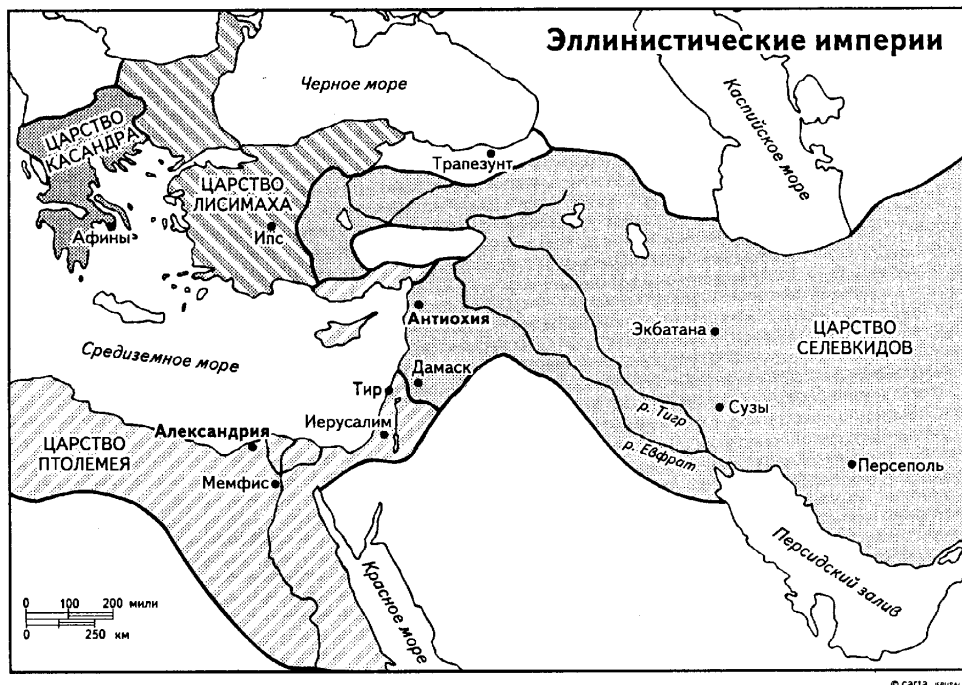 Эллинистические империи
Черное море
Каспийское море
ЦАРСТВО
КАСАНДРА
Трапезунт
ЦАРСТВО
ЛИСИМАХА
Афины
Ипс
Антиохия
Экбатана
ЦАРСТВО
СЕЛЕВКИДОВ
Средиземное море
Дамаск
Тир
р. Тигр
Сузы
Иерусалим
Александрия
ЦАРСТВО
ПТОЛЕМЕЯ
р. Евфрат
Персеполь
Мемфис
Персидский залив
Красное море
0 100 200 мили
0 250 км
© carta